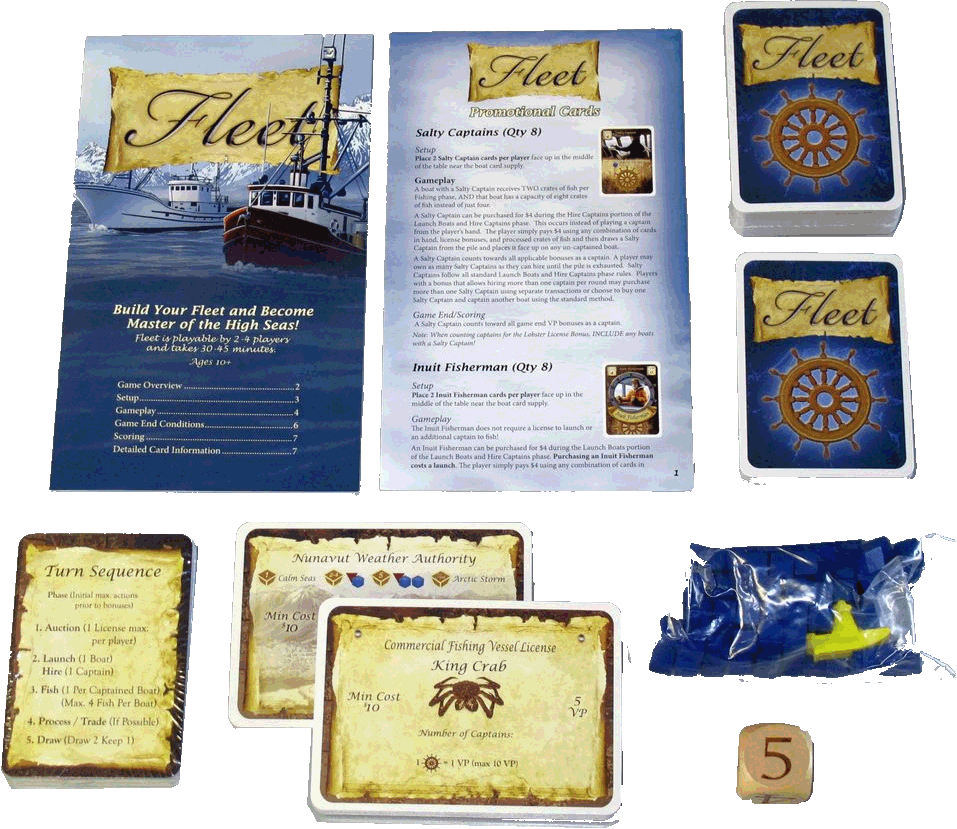 Fleet
Build Your Fleet and Become
Master of the High Seas!
Fleet is playable by 2-4 players
and takes 30-45 minutes.
Ages 10+
Game Overview 2
Setup 3
Gameplay 4
Game End Conditions 6
Scoring 7
Detailed Card Information 7
Fleet
Promotional Cards
Salty Captains (Qty 8)
Setup
Place 2 Salty Captain cards per player face up in the middle
of the table near the board card supply.
Gameplay
A boat with a Salty Captain receives TWO crates of fish per
Fishing phase, AND that boat has a capacity of eight crates
of fish instead of just four.
A Salty Captain can be purchased for $4 during the Hire Captains portion of the
Launch Boats and Hire Captains phase. This occurs instead of playing a captain
from the player's hand. The player simply pays $4 using any combination of cards
in hand, license bonuses, and processed crates of fish and then draws a Salty
Captain from the pile and places it face up on any un-captained boat.
A Salty Captain counts towards all applicable bonuses as a captain. A player may
own as many Salty Captains as they can hire until the pile is exhausted. Salty
Captains follow all standard Launch Boats and Hire Captains phase rules. Players
with a bonus that allows hiring more than one captain per round may purchase
more than one Salty Captain using separate transactions or choose to buy one
Salty Captain and captain another boat using the standard method.
Game End/Scoring
A Salty Captain counts toward all game end VP bonuses as a captain.
Note: When counting captains for the Lobster License Bonus, INCLUDE any boats
with a Salty Captain!
Inuit Fisherman (Qty 8)
Setup
Place 2 Inuit Fisherman cards per player face up in the
middle of the table near the boat card supply.
Gameplay
The Inuit Fisherman does not require a license to launch or
an additional captain to fish!
An Inuit Fisherman can be purchased for $4 during the Launch Boats portion
of the Launch Boats and Hire Captains phase. Purchasing an Inuit Fisherman
costs a launch. The player simply pays $4 using any combination of cards in
1
Fleet
Fleet
Turn Sequence
Phase (Initial max. actions
prior to bonuses)
1. Auction (1 License max.
per player)
2. Launch (1 Boat)
Hire (1 Captain)
3. Fish (1 Per Captained Boat)
(Max. 4 Fish Per Boat)
4. Process / Trade (If Possible)
5. Draw (Draw 2 Keep 1)
Nunavut Weather Authority
Calm Seas Arctic Storm
Min Cost
$10
Commercial Fishing Vessel License
King Crab
Min Cost
$10
5
VP
Number of Captains:
1 = 1 VP (max 10 VP)
5